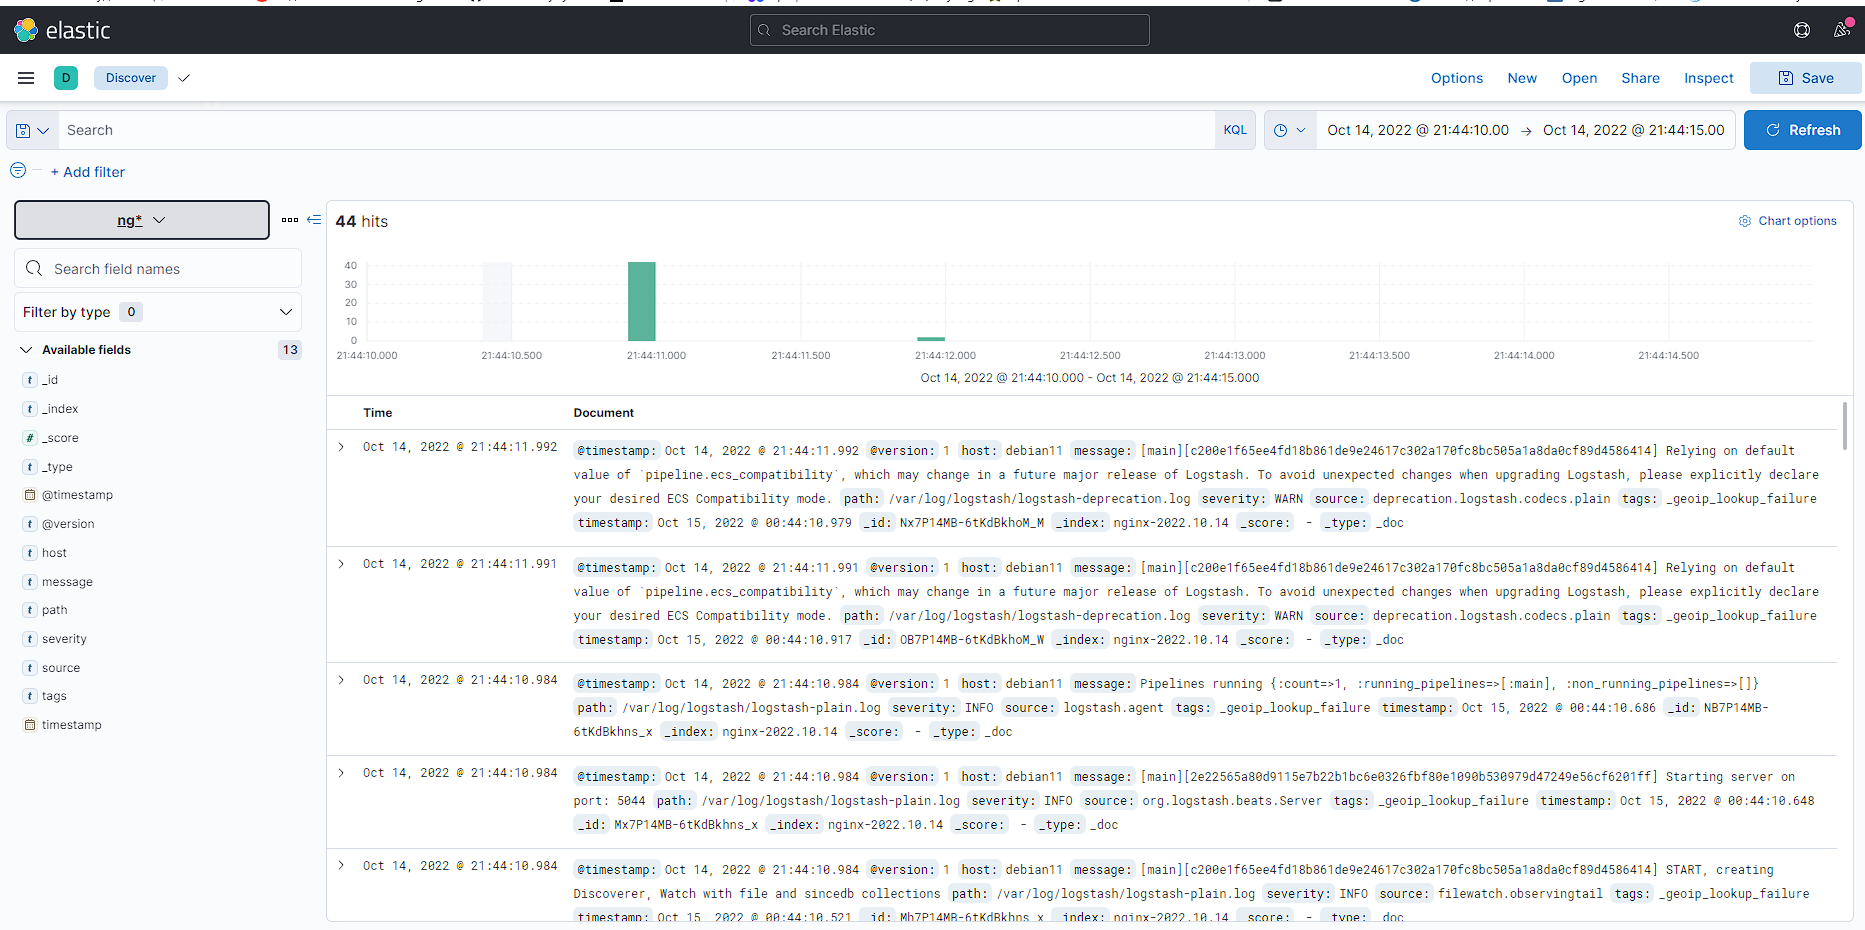 elastic
Search Elastic
D
Discover
Options New Open Share Inspect Save
Search
KQL
Oct 14, 2022 @ 21:44:10.00 → Oct 14, 2022 @ 21:44:15.00
Refresh
+ Add filter
ng*
44 hits
Chart options
Search field names
Filter by type 0
Available fields 13
t _id
t _index
# _score
t _type
@timestamp
t @version
t host
t message
t path
t severity
t source
t tags
timestamp
40
30
20
10
0
21:44:10.000 21:44:10.500 21:44:11.000 21:44:11.500 21:44:12.000 21:44:12.500 21:44:13.000 21:44:13.500 21:44:14.000 21:44:14.500
Oct 14, 2022 @ 21:44:10.000 - Oct 14, 2022 @ 21:44:15.000
Time Document
Oct 14, 2022 @ 21:44:11.992 @timestamp: Oct 14, 2022 @ 21:44:11.992 @version: 1 host: debian11 message: [main][c200e1f65ee4fd18b861de9e24617c302a170fc8bc505a1a8da0cf89d4586414] Relying on default
value of `pipeline.ecs_compatibility`, which may change in a future major release of Logstash. To avoid unexpected changes when upgrading Logstash, please explicitly declare
your desired ECS Compatibility mode. path: /var/log/logstash/logstash-deprecation.log severity: WARN source: deprecation.logstash.codecs.plain tags: _geoip_lookup_failure
timestamp: Oct 15, 2022 @ 00:44:10.979 _id: Nx7P14MB-6tKdBkhoM_M _index: nginx-2022.10.14 _score: - _type: _doc
Oct 14, 2022 @ 21:44:11.991 @timestamp: Oct 14, 2022 @ 21:44:11.991 @version: 1 host: debian11 message: [main][c200e1f65ee4fd18b861de9e24617c302a170fc8bc505a1a8da0cf89d4586414] Relying on default
value of `pipeline.ecs_compatibility`, which may change in a future major release of Logstash. To avoid unexpected changes when upgrading Logstash, please explicitly declare
your desired ECS Compatibility mode. path: /var/log/logstash/logstash-deprecation.log severity: WARN source: deprecation.logstash.codecs.plain tags: _geoip_lookup_failure
timestamp: Oct 15, 2022 @ 00:44:10.917 _id: OB7P14MB-6tKdBkhoM_W _index: nginx-2022.10.14 _score: - _type: _doc
Oct 14, 2022 @ 21:44:10.984 @timestamp: Oct 14, 2022 @ 21:44:10.984 @version: 1 host: debian11 message: Pipelines running {:count=>1, :running_pipelines=>[:main], :non_running_pipelines=>[]}
path: /var/log/logstash/logstash-plain.log severity: INFO source: logstash.agent tags: _geoip_lookup_failure timestamp: Oct 15, 2022 @ 00:44:10.686 _id: NB7P14MB-
6tKdBkhns_x _index: nginx-2022.10.14 _score: - _type: _doc
Oct 14, 2022 @ 21:44:10.984 @timestamp: Oct 14, 2022 @ 21:44:10.984 @version: 1 host: debian11 message: [main][2e22565a80d9115e7b22b1bc6e0326fbf80e1090b530979d47249e56cf6201ff] Starting server on
port: 5044 path: /var/log/logstash/logstash-plain.log severity: INFO source: org.logstash.beats.Server tags: _geoip_lookup_failure timestamp: Oct 15, 2022 @ 00:44:10.648
_id: Mx7P14MB-6tKdBkhns_x _index: nginx-2022.10.14 _score: - _type: _doc
Oct 14, 2022 @ 21:44:10.984 @timestamp: Oct 14, 2022 @ 21:44:10.984 @version: 1 host: debian11 message: [main][c200e1f65ee4fd18b861de9e24617c302a170fc8bc505a1a8da0cf89d4586414] START, creating
Discoverer, Watch with file and sincedb collections path: /var/log/logstash/logstash-plain.log severity: INFO source: filewatch.observingtail tags: _geoip_lookup_failure
timestamp: Oct 15, 2022 @ 00:44:10.521 _id: Mh7P14MB-6tKdBkhns_x _index: nginx-2022.10.14 _score: - _type: _doc